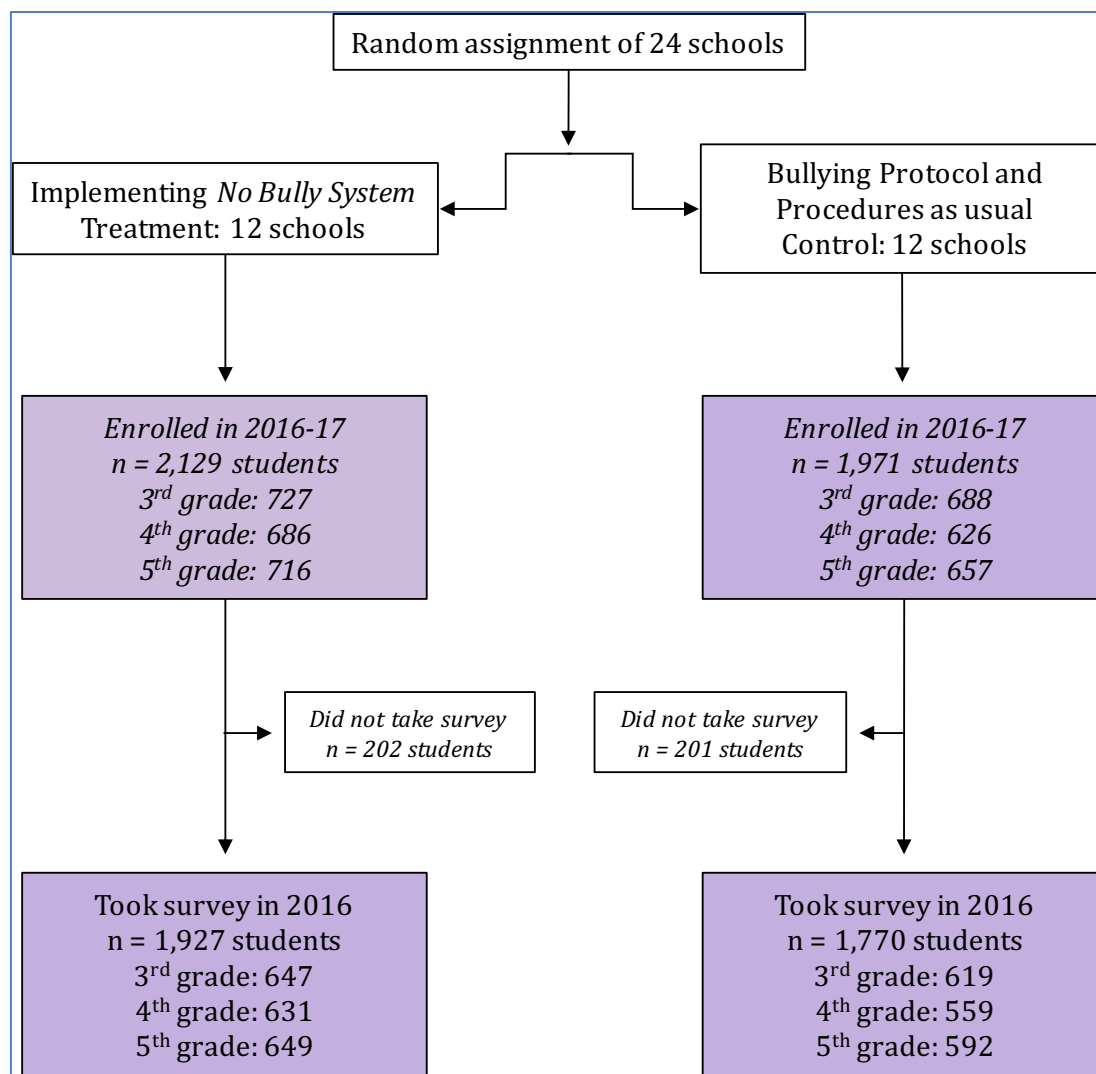 Random assignment of 24 schools
Implementing No Bully System
Treatment: 12 schools
Bullying Protocol and
Procedures as usual
Control: 12 schools
Enrolled in 2016-17
n = 2,129 students
3rd grade: 727
4th grade: 686
5th grade: 716
Enrolled in 2016-17
n = 1,971 students
3rd grade: 688
4th grade: 626
5th grade: 657
Did not take survey
n = 202 students
Did not take survey
n = 201 students
Took survey in 2016
n = 1,927 students
3rd grade: 647
4th grade: 631
5th grade: 649
Took survey in 2016
n = 1,770 students
3rd grade: 619
4th grade: 559
5th grade: 592